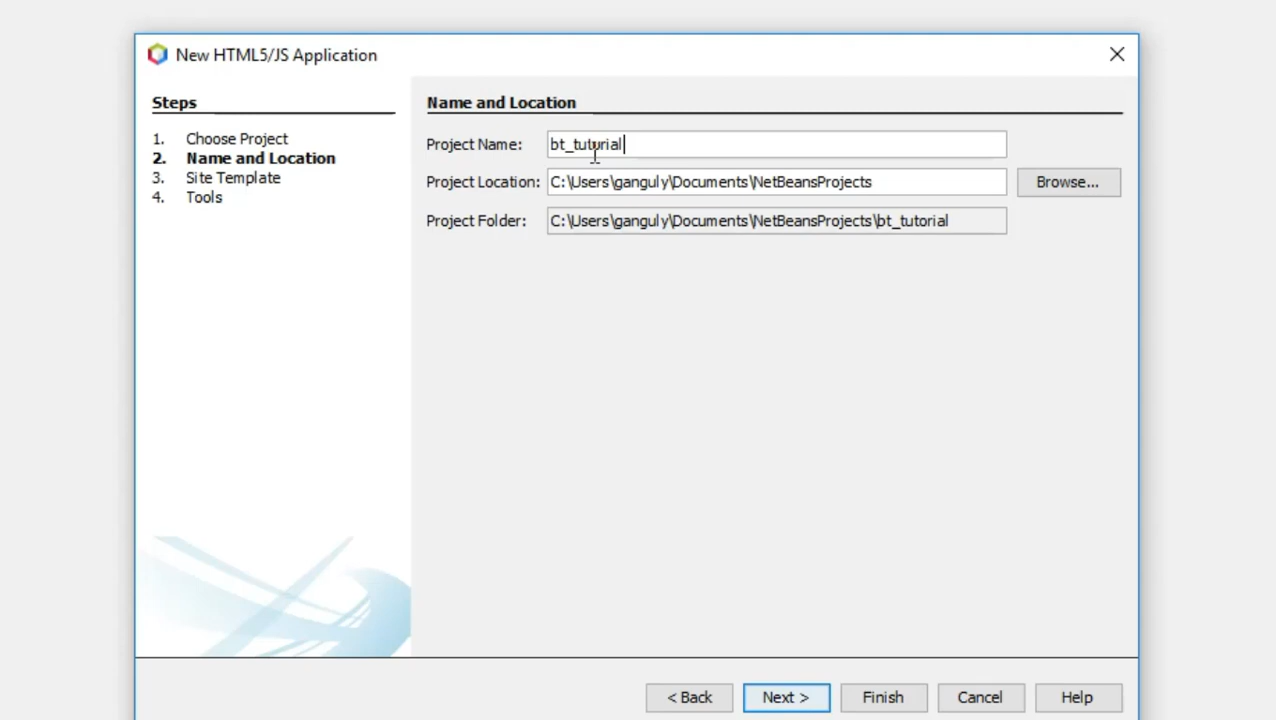 New HTML5/JS Application
Steps
1. Choose Project
2. Name and Location
3. Site Template
4. Tools
Name and Location
Project Name: bt_tutorial
Project Location: C:\Users\ganguly\Documents\NetBeansProjects Browse...
Project Folder: C:\Users\ganguly\Documents\NetBeansProjects\bt_tutorial
< Back Next > Finish Cancel Help